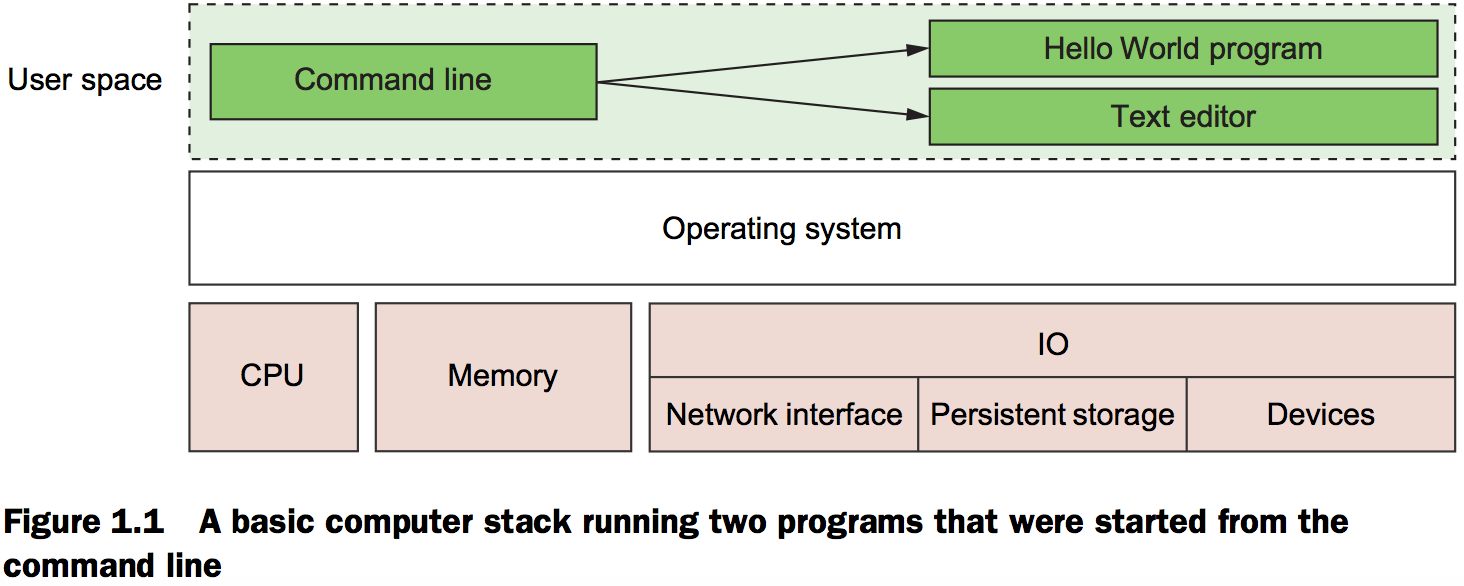 User space
Command line
Hello World program
Text editor
Operating system
CPU
Memory
IO
Network interface
Persistent storage
Devices
Figure 1.1 A basic computer stack running two programs that were started from the
command line